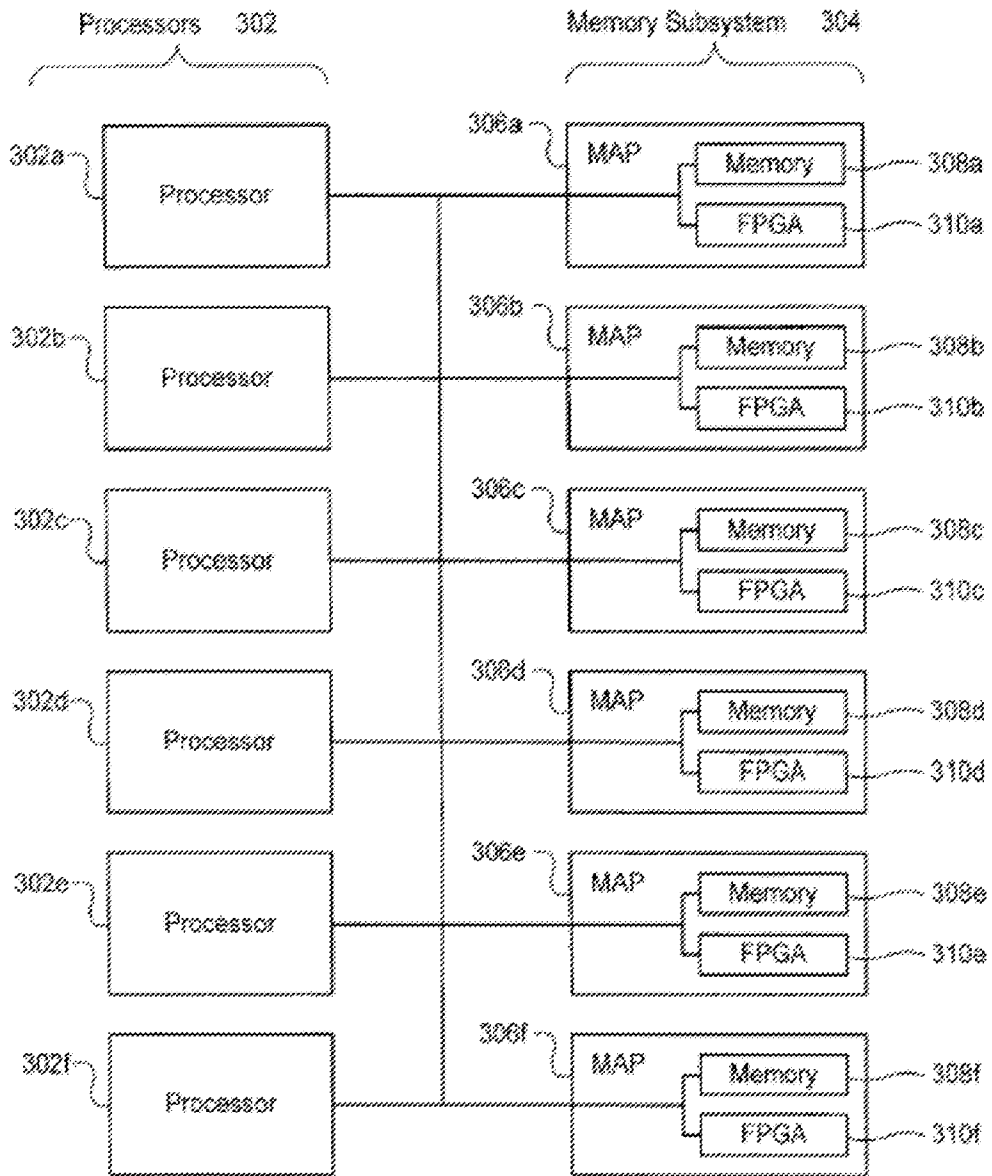 Processors 302
Memory Subsystem 304
302a
Processor
306a
MAP
Memory
308a
FPGA
310a
302b
Processor
306b
MAP
Memory
308b
FPGA
310b
302c
Processor
306c
MAP
Memory
308c
FPGA
310c
302d
Processor
306d
MAP
Memory
308d
FPGA
310d
302e
Processor
306e
MAP
Memory
308e
FPGA
310e
302f
Processor
306f
MAP
Memory
308f
FPGA
310f